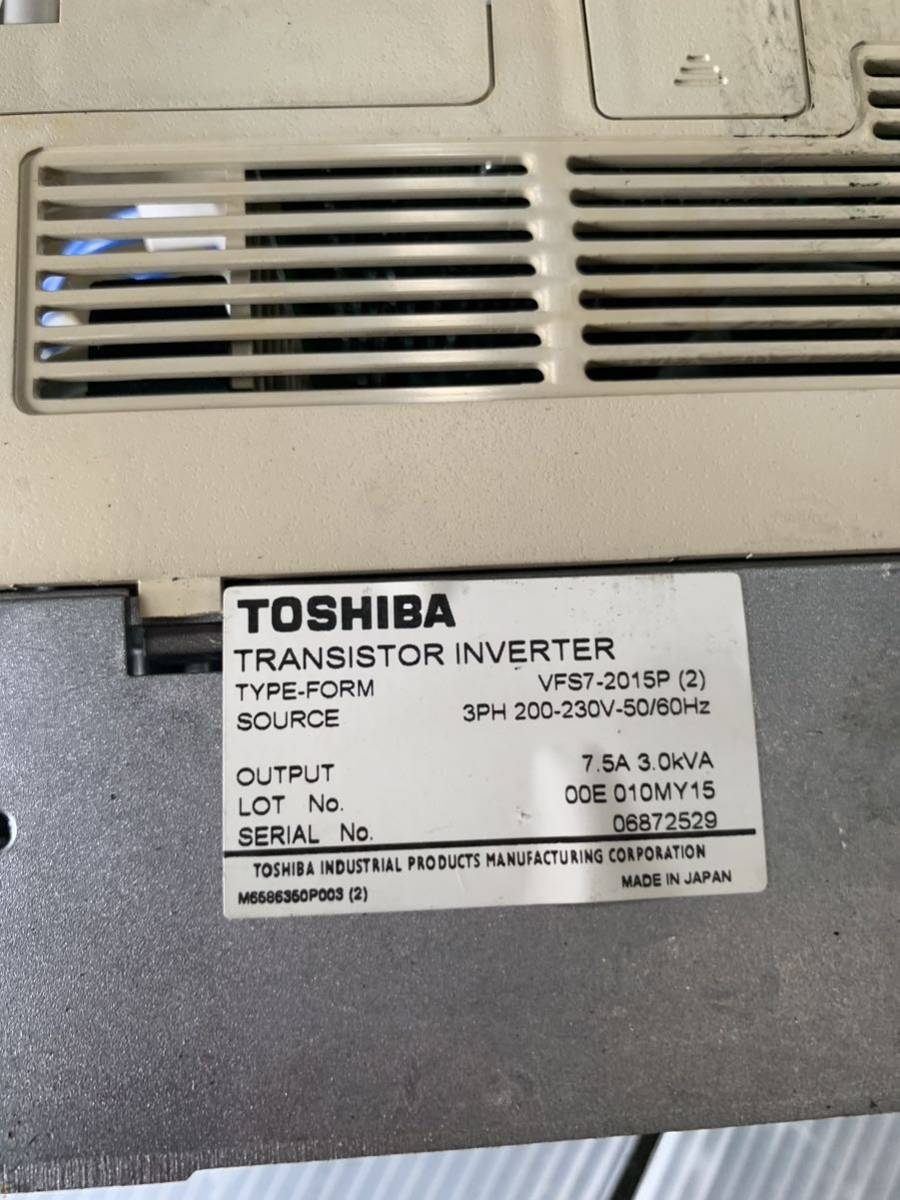 TOSHIBA
TRANSISTOR INVERTER
TYPE-FORM VFS7-2015P (2)
SOURCE 3PH 200-230V-50/60Hz
OUTPUT 7.5A 3.0kVA
LOT No. 00E 010MY15
SERIAL No. 06872529
TOSHIBA INDUSTRIAL PRODUCTS MANUFACTURING CORPORATION
M6586350P003 (2) MADE IN JAPAN